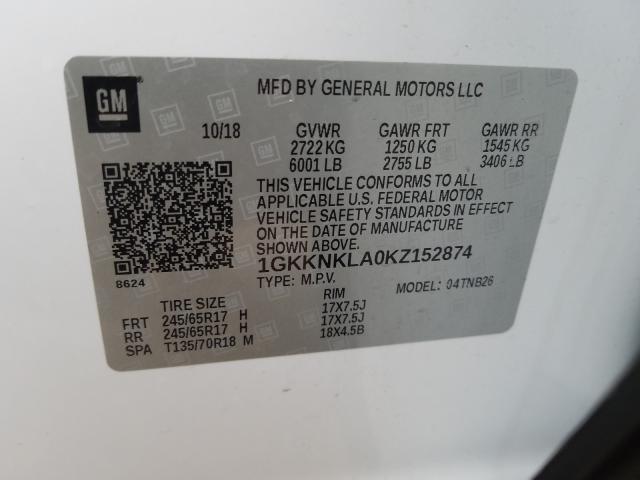 GM
MFD BY GENERAL MOTORS LLC
10/18 GVWR GAWR FRT GAWR RR
2722 KG 1250 KG 1545 KG
6001 LB 2755 LB 3406 LB
THIS VEHICLE CONFORMS TO ALL
APPLICABLE U.S. FEDERAL MOTOR
VEHICLE SAFETY STANDARDS IN EFFECT
ON THE DATE OF MANUFACTURE
SHOWN ABOVE.
1GKKNKLA0KZ152874
8624 TYPE: M.P.V. MODEL: 04TNB26
TIRE SIZE RIM
FRT 245/65R17 H 17X7.5J
RR 245/65R17 H 17X7.5J
SPA T135/70R18 M 18X4.5B